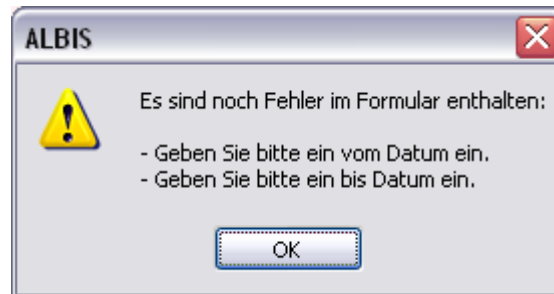 ALBIS
Es sind noch Fehler im Formular enthalten:
- Geben Sie bitte ein vom Datum ein.
- Geben Sie bitte ein bis Datum ein.
OK